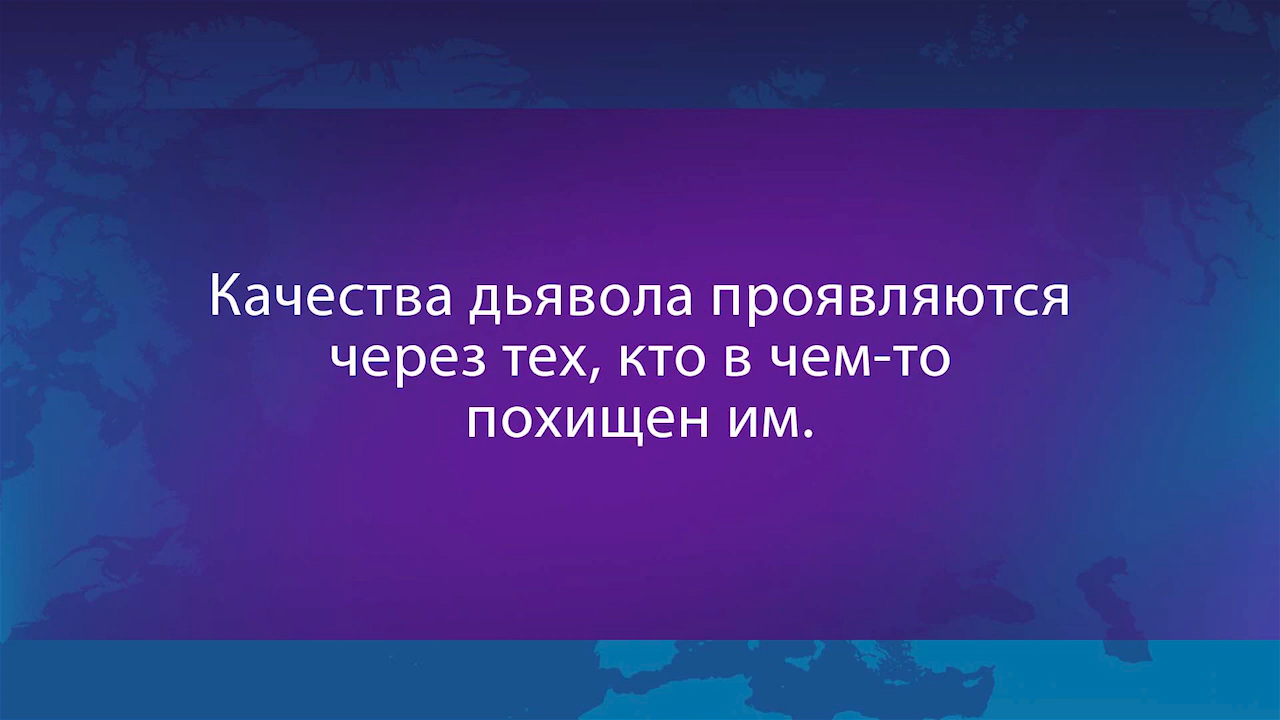 Качества дьявола проявляются
через тех, кто в чем-то
похищен им.